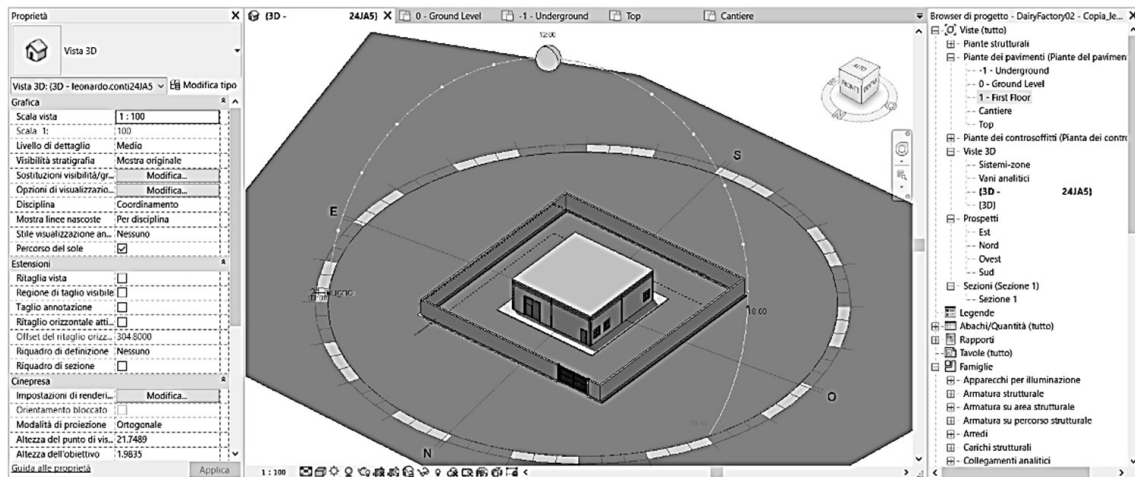 Proprietà
Vista 3D
Vista 3D: {3D - leonardo.conti24JA5
Modifica tipo
Grafica
Scala vista 1 : 100
Scala 1: 100
Livello di dettaglio Medio
Visibilità stratigrafia Mostra originale
Sostituzioni visibilità/gr... Modifica...
Opzioni di visualizzazio... Modifica...
Disciplina Coordinamento
Mostra linee nascoste Per disciplina
Stile visualizzazione an... Nessuno
Percorso del sole
Estensioni
Ritaglia vista
Regione di taglio visibile
Taglio annotazione
Ritaglio orizzontale atti...
Offset del ritaglio orizz... 304.8000
Riquadro di definizione Nessuno
Riquadro di sezione
Cinepresa
Impostazioni di renderi... Modifica...
Orientamento bloccato
Modalità di proiezione Ortogonale
Altezza del punto di vis... 21.7489
Altezza dell'obiettivo 1.9835
Guida alle proprietà
Applica
{3D - 24JA5}
0 - Ground Level
-1 - Underground
Top
Cantiere
12:00
ALTO
S
E
O
N
1 : 100
Browser di progetto - DairyFactory02 - Copia_le...
Viste (tutto)
Piante strutturali
Piante dei pavimenti (Piante del pavimen
-1 - Underground
0 - Ground Level
1 - First Floor
Cantiere
Top
Piante dei controsoffitti (Pianta dei contro
Viste 3D
Sistemi-zone
Vani analitici
{3D - 24JA5}
{3D}
Prospetti
Est
Nord
Ovest
Sud
Sezioni (Sezione 1)
Sezione 1
Legende
Abachi/Quantità (tutto)
Rapporti
Tavole (tutto)
Famiglie
Apparecchi per illuminazione
Armatura strutturale
Armatura su area strutturale
Armatura su percorso strutturale
Arredi
Carichi strutturali
Collegamenti analitici